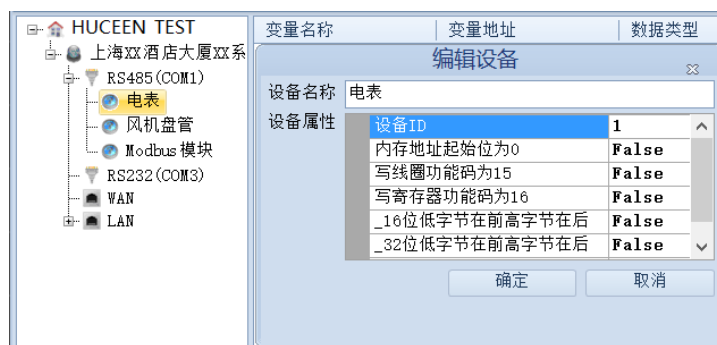 HUCEEN TEST
上海XX酒店大厦XX系
RS485(COM1)
电表
风机盘管
Modbus模块
RS232(COM3)
WAN
LAN
变量名称 变量地址 数据类型
编辑设备
设备名称 电表
设备属性
设备ID 1
内存地址起始位为0 False
写线圈功能码为15 False
写寄存器功能码为16 False
_16位低字节在前高字节在后 False
_32位低字节在前高字节在后 False
确定 取消